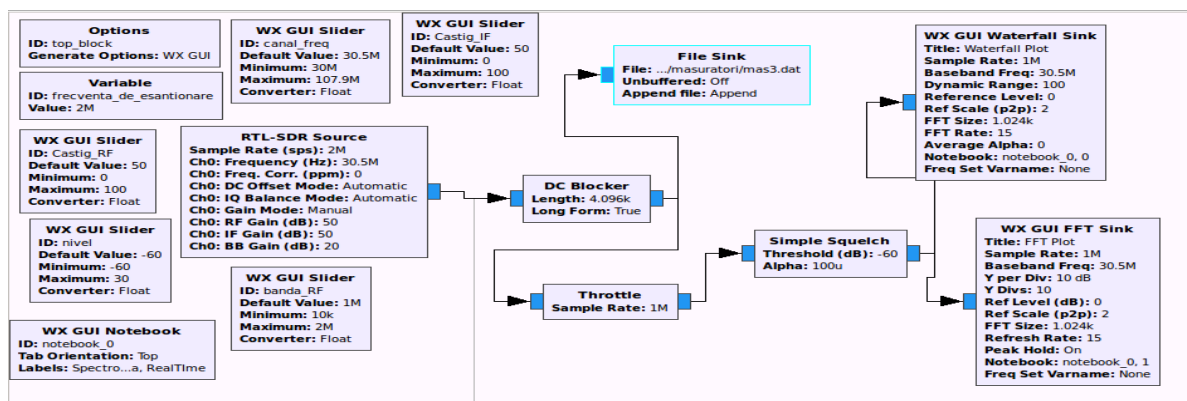 Options
ID: top_block
Generate Options: WX GUI
Variable
ID: frecventa_de_esantionare
Value: 2M
WX GUI Slider
ID: canal_freq
Default Value: 30.5M
Minimum: 30M
Maximum: 107.9M
Converter: Float
WX GUI Slider
ID: Castig_IF
Default Value: 50
Minimum: 0
Maximum: 100
Converter: Float
WX GUI Slider
ID: Castig_RF
Default Value: 50
Minimum: 0
Maximum: 100
Converter: Float
WX GUI Slider
ID: nivel
Default Value: -60
Minimum: -60
Maximum: 30
Converter: Float
WX GUI Notebook
ID: notebook_0
Tab Orientation: Top
Labels: Spectro...a, RealTIme
RTL-SDR Source
Sample Rate (sps): 2M
Ch0: Frequency (Hz): 30.5M
Ch0: Freq. Corr. (ppm): 0
Ch0: DC Offset Mode: Automatic
Ch0: IQ Balance Mode: Automatic
Ch0: Gain Mode: Manual
Ch0: RF Gain (dB): 50
Ch0: IF Gain (dB): 50
Ch0: BB Gain (dB): 20
WX GUI Slider
ID: banda_RF
Default Value: 1M
Minimum: 10k
Maximum: 2M
Converter: Float
File Sink
File: .../masuratori/mas3.dat
Unbuffered: Off
Append file: Append
DC Blocker
Length: 4.096k
Long Form: True
Throttle
Sample Rate: 1M
Simple Squelch
Threshold (dB): -60
Alpha: 100u
WX GUI Waterfall Sink
Title: Waterfall Plot
Sample Rate: 1M
Baseband Freq: 30.5M
Dynamic Range: 100
Reference Level: 0
Ref Scale (p2p): 2
FFT Size: 1.024k
FFT Rate: 15
Average Alpha: 0
Notebook: notebook_0, 0
Freq Set Varname: None
WX GUI FFT Sink
Title: FFT Plot
Sample Rate: 1M
Baseband Freq: 30.5M
Y per Div: 10 dB
Y Divs: 10
Ref Level (dB): 0
Ref Scale (p2p): 2
FFT Size: 1.024k
Refresh Rate: 15
Peak Hold: On
Notebook: notebook_0, 1
Freq Set Varname: None